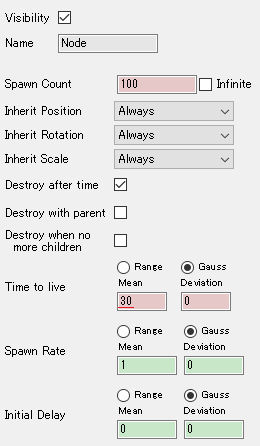 Visibility
Name Node
Spawn Count 100 Infinite
Inherit Position Always
Inherit Rotation Always
Inherit Scale Always
Destroy after time
Destroy with parent
Destroy when no
more children
Range Gauss
Mean Deviation
Time to live 30 0
Range Gauss
Mean Deviation
Spawn Rate
1 0
Range Gauss
Mean Deviation
Initial Delay
0 0